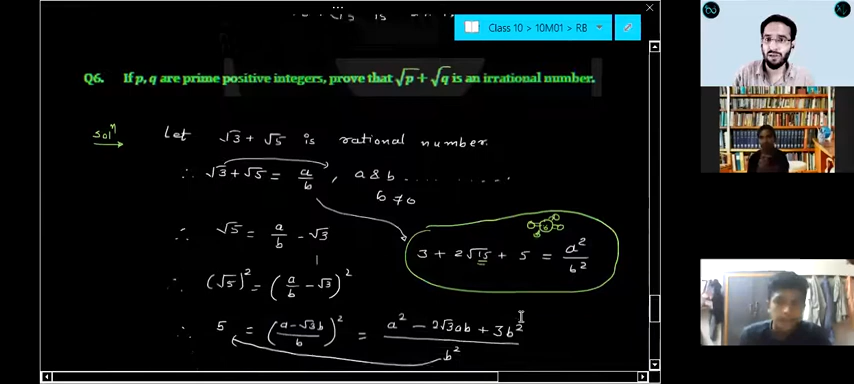 Class 10 > 10M01 > RB
Q6. If p, q are prime positive integers, prove that √p + √q is an irrational number.
Solⁿ Let √3 + √5 is rational number.
∴ √3 + √5 = a/b , a & b ..........
b ≠ 0
∴ √5 = a/b - √3
3 + 2√15 + 5 = a²/b²
∴ (√5)² = (a/b - √3)²
∴ 5 = ((a-√3b)/b)² = (a² - 2√3ab + 3b²)/b²